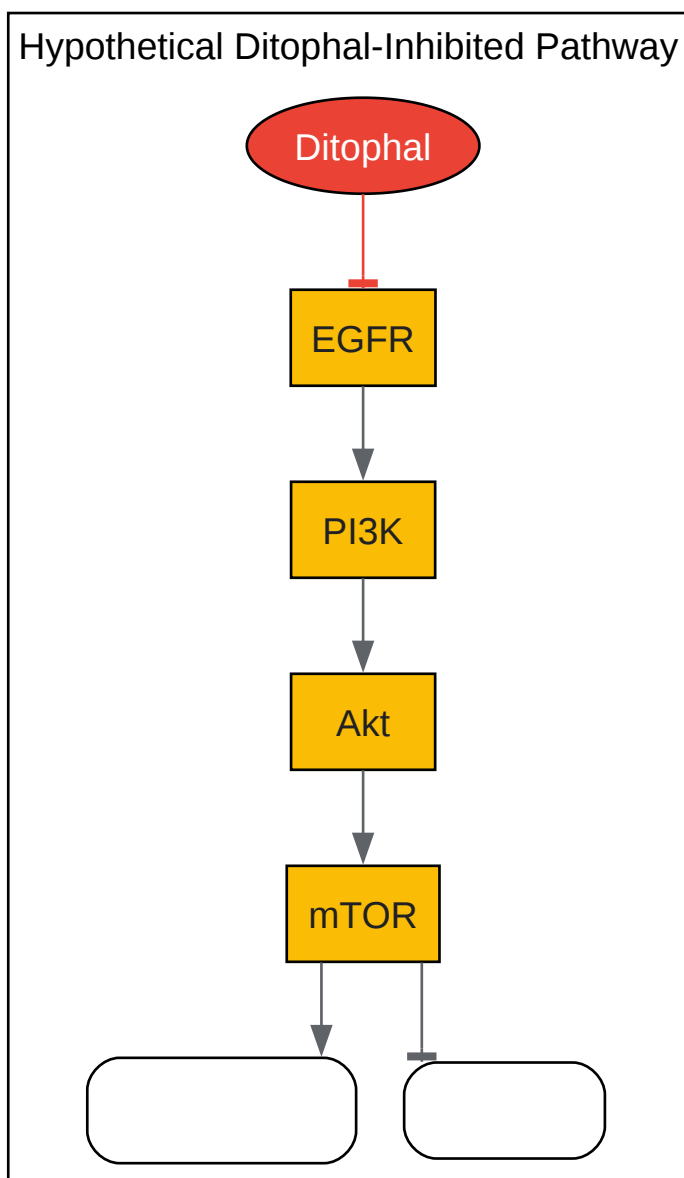 Hypothetical Ditophal-Inhibited Pathway
Ditophal
EGFR
PI3K
Akt
mTOR